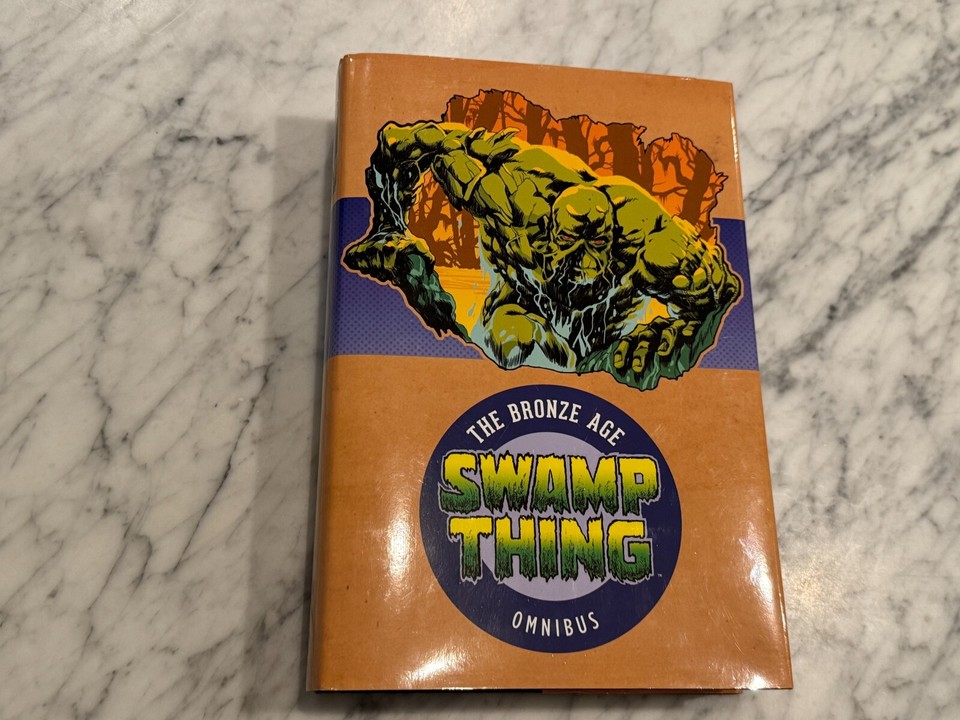 THE BRONZE AGE
SWAMP
THING
OMNIBUS